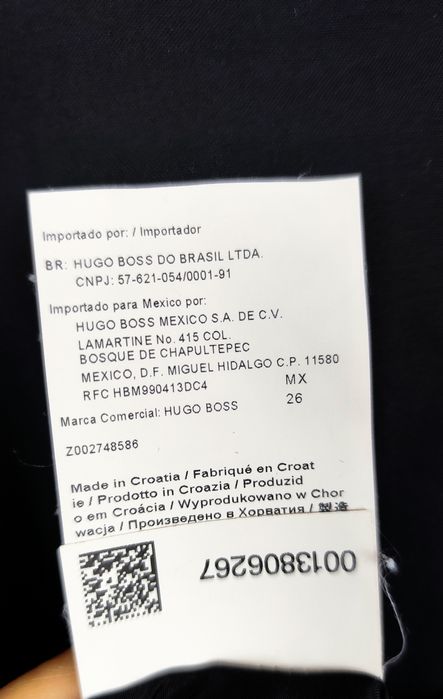 Importado por: / Importador
BR: HUGO BOSS DO BRASIL LTDA.
CNPJ: 57-621-054/0001-91
Importado para Mexico por:
HUGO BOSS MEXICO S.A. DE C.V.
LAMARTINE No. 415 COL.
BOSQUE DE CHAPULTEPEC
MEXICO, D.F. MIGUEL HIDALGO C.P. 11580
RFC HBM990413DC4 MX
Marca Comercial: HUGO BOSS 26
Z002748586
Made in Croatia / Fabriqué en Croat
ie / Prodotto in Croazia / Produzid
o em Croácia / Wyprodukowano w Chor
wacja / Произведено в Хорватия / 製造
0013806267